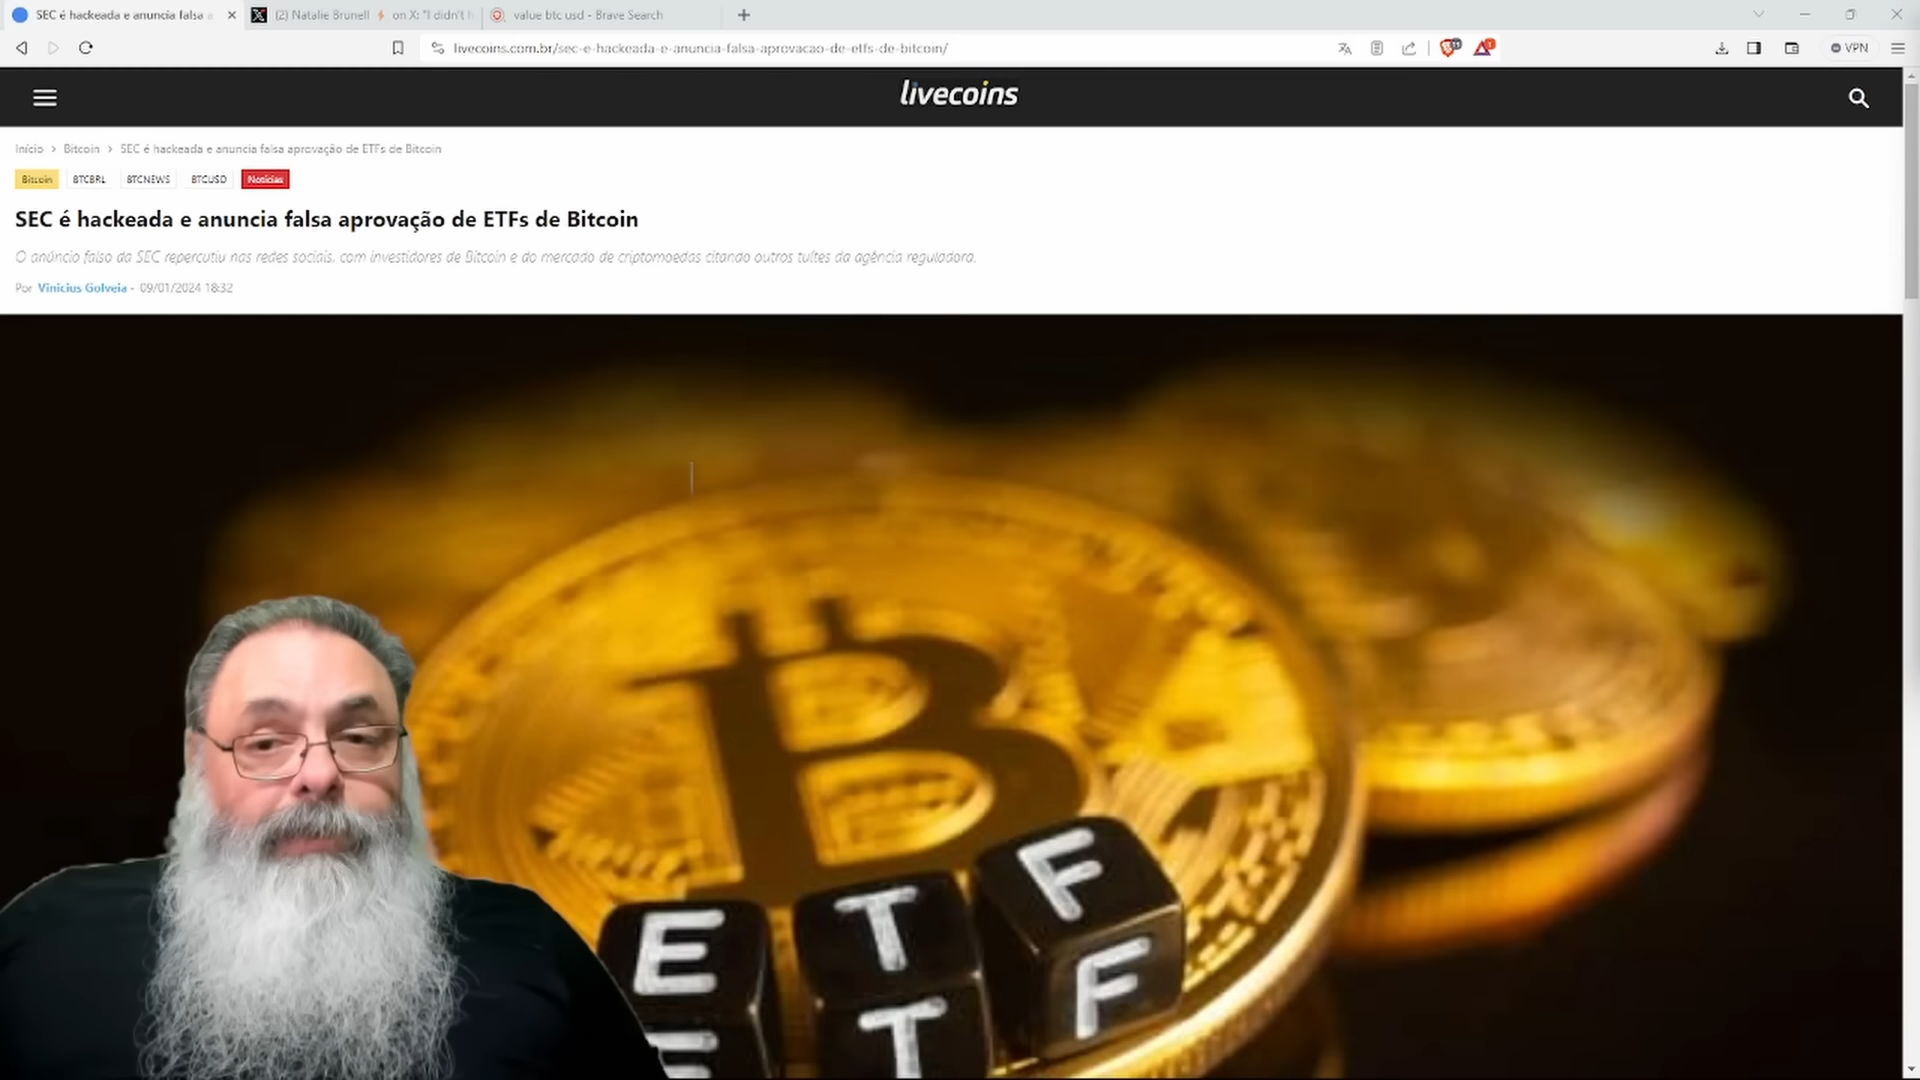 SEC é hackeada e anuncia falsa a
(2) Natalie Brunell ⚡ on X: "I didn't h
value btc usd - Brave Search
livecoins.com.br/sec-e-hackeada-e-anuncia-falsa-aprovacao-de-etfs-de-bitcoin/
VPN
livecoins
Início > Bitcoin > SEC é hackeada e anuncia falsa aprovação de ETFs de Bitcoin
Bitcoin BTCBRL BTCNEWS BTCUSD Notícias
SEC é hackeada e anuncia falsa aprovação de ETFs de Bitcoin
O anúncio falso da SEC repercutiu nas redes sociais, com investidores de Bitcoin e do mercado de criptomoedas citando outros tuítes da agência reguladora.
Por Vinicius Golveia - 09/01/2024 18:32
B
E T F
E T F